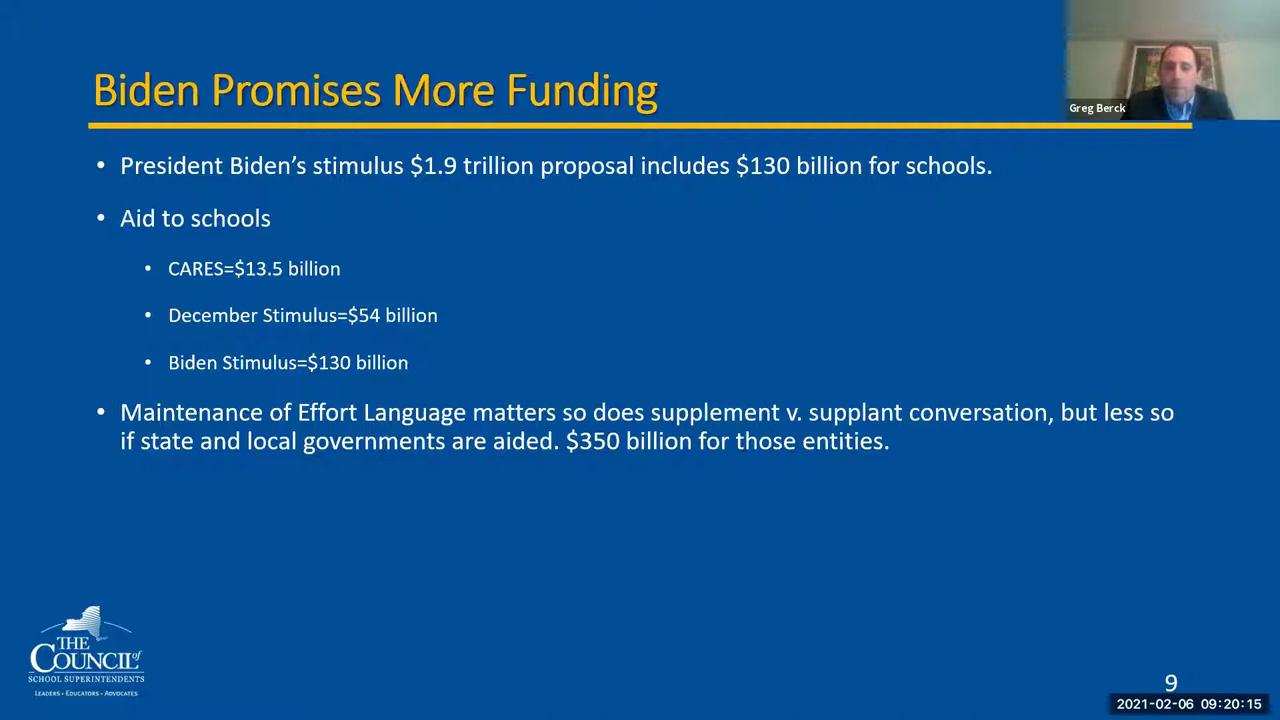 Biden Promises More Funding
Greg Berck
• President Biden’s stimulus $1.9 trillion proposal includes $130 billion for schools.
• Aid to schools
• CARES=$13.5 billion
• December Stimulus=$54 billion
• Biden Stimulus=$130 billion
• Maintenance of Effort Language matters so does supplement v. supplant conversation, but less so
if state and local governments are aided. $350 billion for those entities.
THE
COUNCIL of
SCHOOL SUPERINTENDENTS
LEADERS • EDUCATORS • ADVOCATES
9
2021-02-06 09:20:15